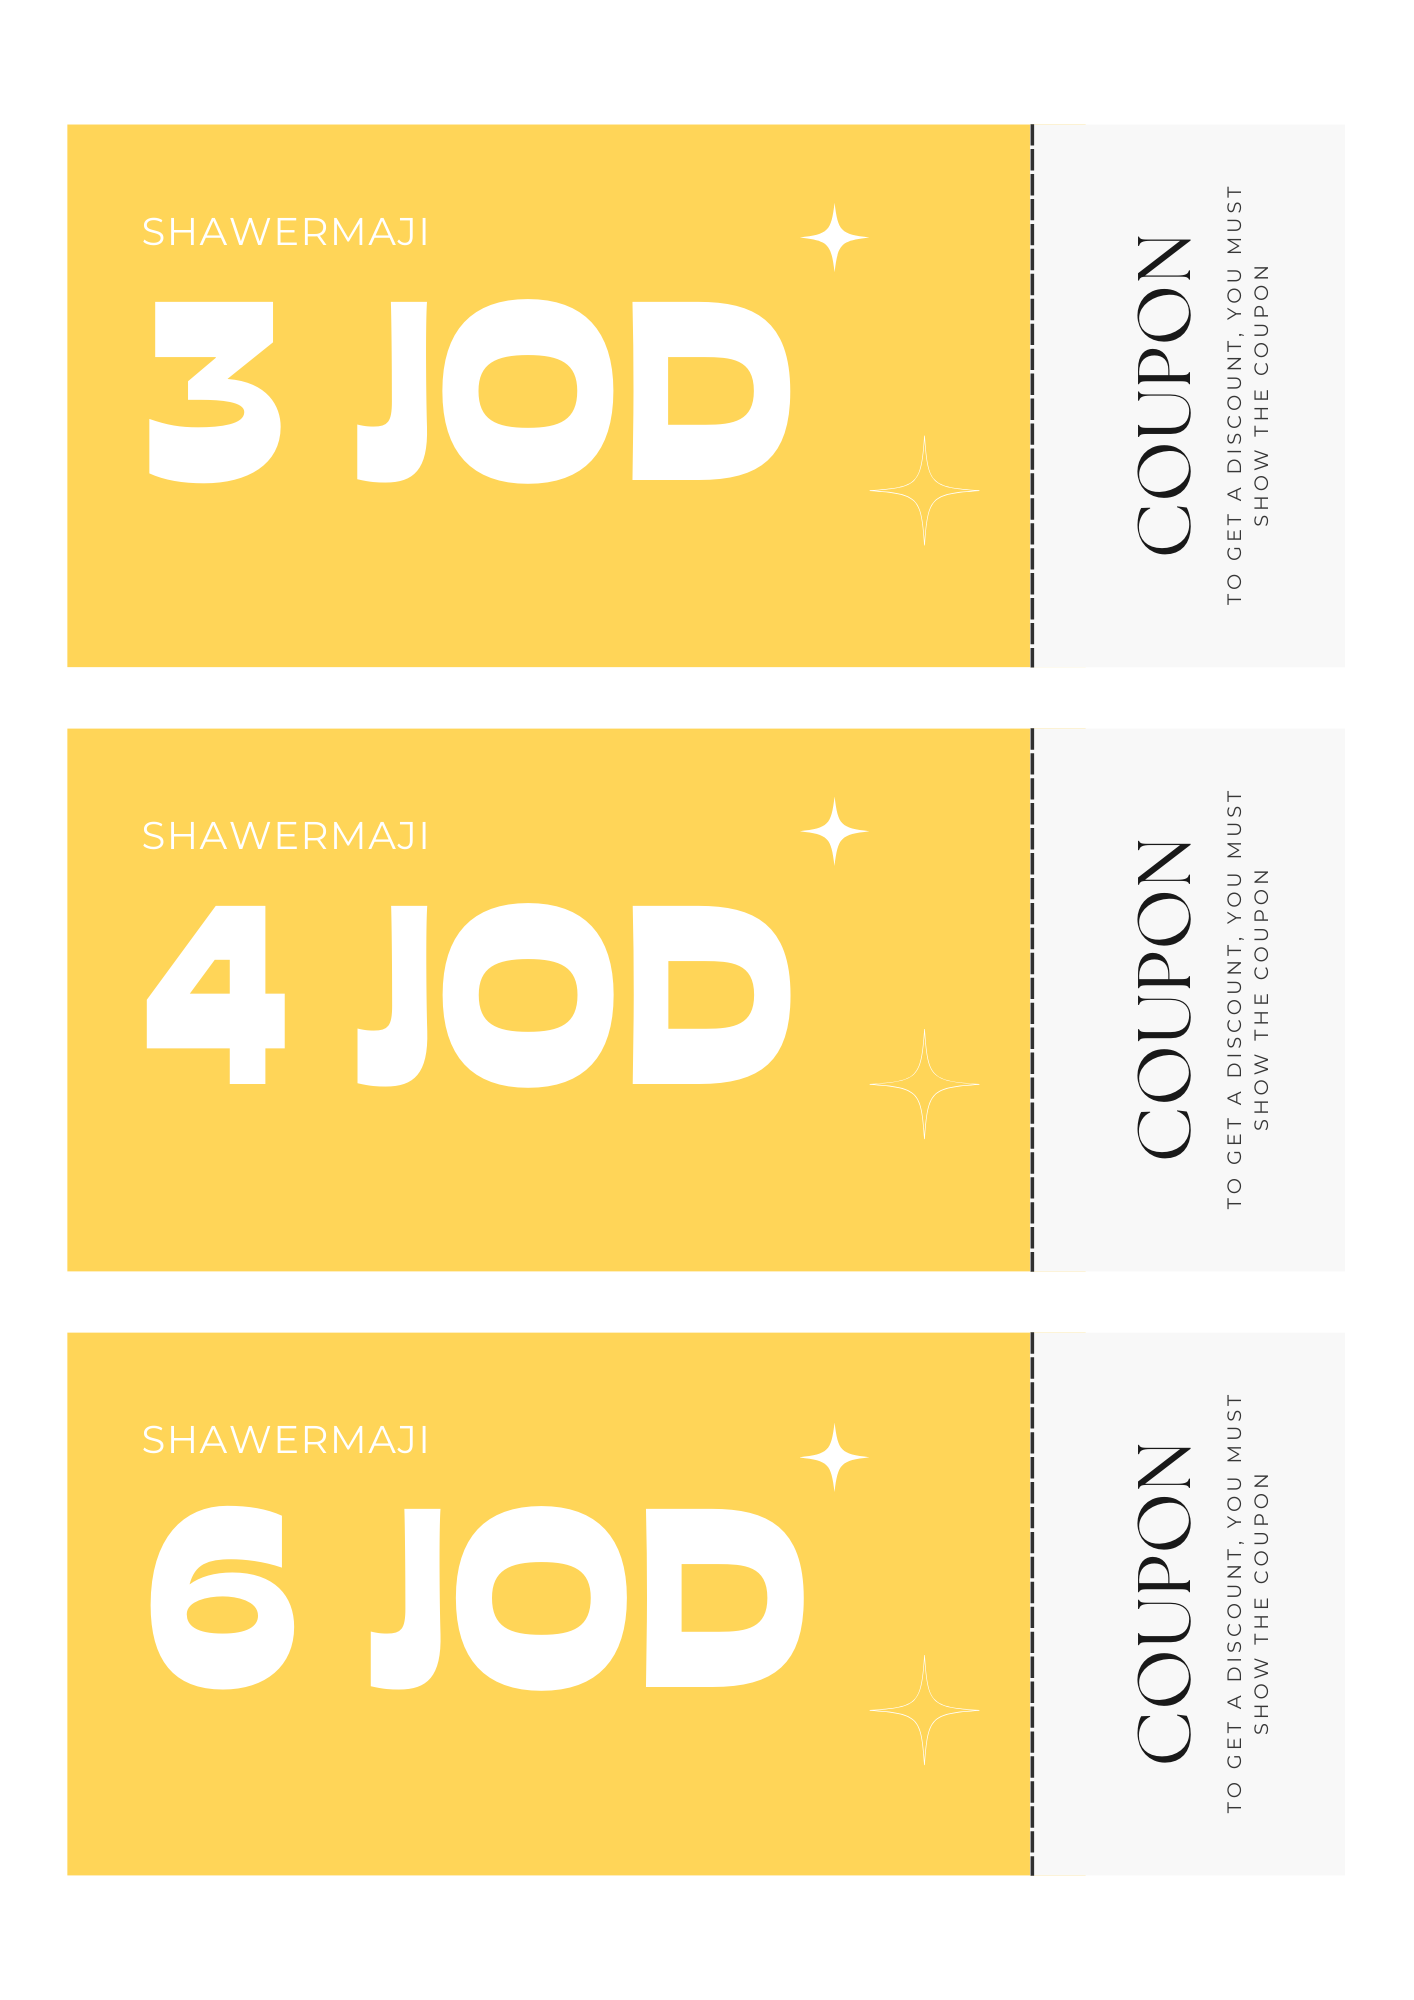 SHAWERMAJI
3 JOD
COUPON
TO GET A DISCOUNT, YOU MUST
SHOW THE COUPON
SHAWERMAJI
4 JOD
COUPON
TO GET A DISCOUNT, YOU MUST
SHOW THE COUPON
SHAWERMAJI
6 JOD
COUPON
TO GET A DISCOUNT, YOU MUST
SHOW THE COUPON